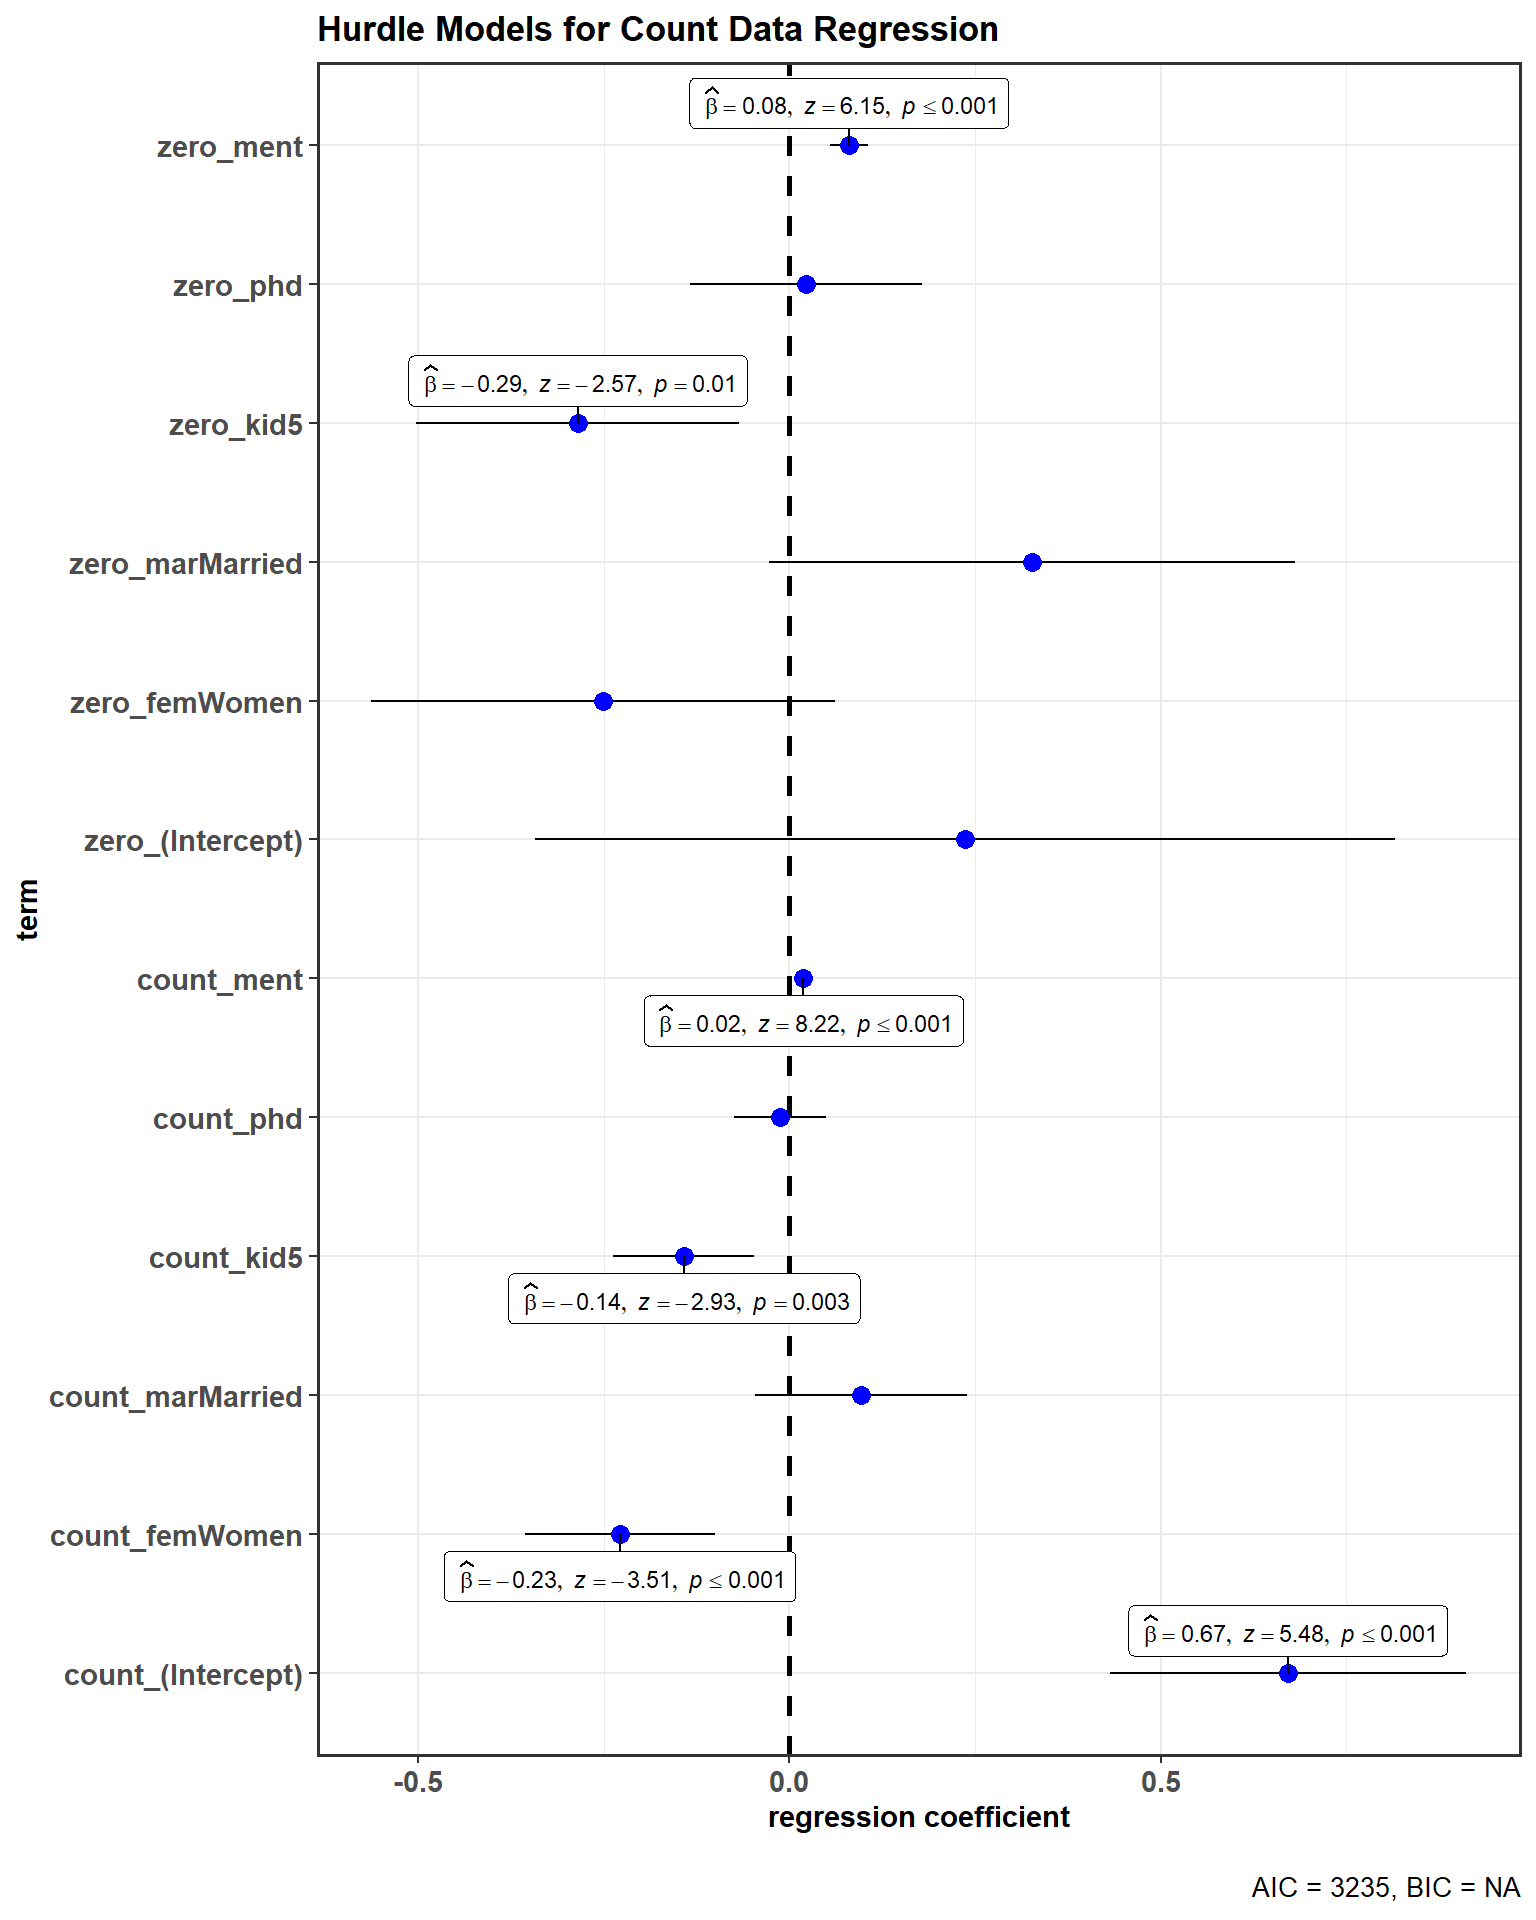 Hurdle Models for Count Data Regression
β̂ = 0.08, z = 6.15, p ≤ 0.001
zero_ment
zero_phd
β̂ = −0.29, z = −2.57, p = 0.01
zero_kid5
zero_marMarried
zero_femWomen
zero_(Intercept)
term
count_ment
β̂ = 0.02, z = 8.22, p ≤ 0.001
count_phd
count_kid5
β̂ = −0.14, z = −2.93, p = 0.003
count_marMarried
count_femWomen
β̂ = −0.23, z = −3.51, p ≤ 0.001
β̂ = 0.67, z = 5.48, p ≤ 0.001
count_(Intercept)
-0.5 0.0 0.5
regression coefficient
AIC = 3235, BIC = NA